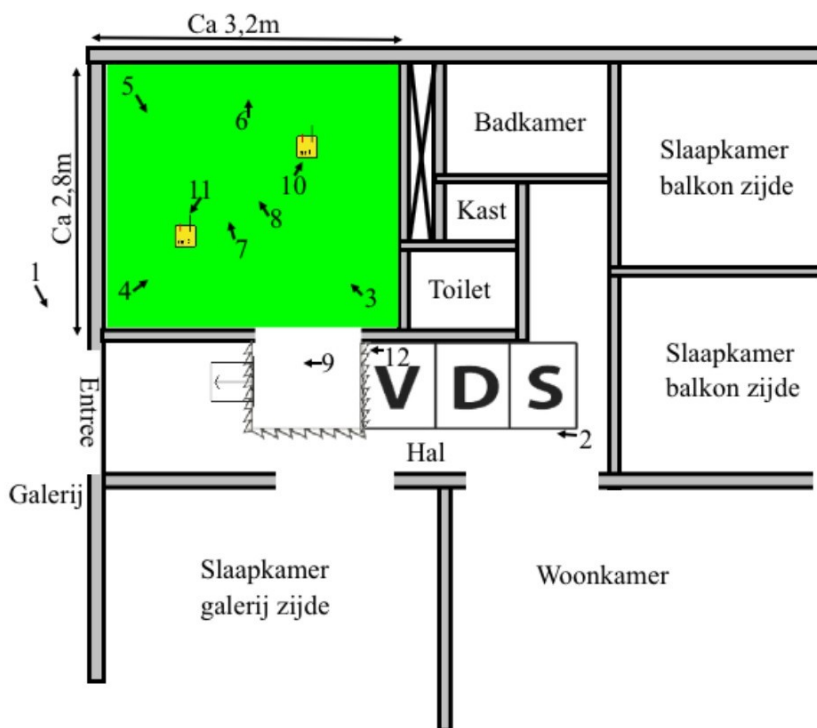 Ca 3,2m
Ca 2,8m
5
6
10
11
8
7
4
3
1
Badkamer
Kast
Toilet
Slaapkamer
balkon zijde
Slaapkamer
balkon zijde
9
12
V D S
2
Entree
Hal
Galerij
Slaapkamer
galerij zijde
Woonkamer